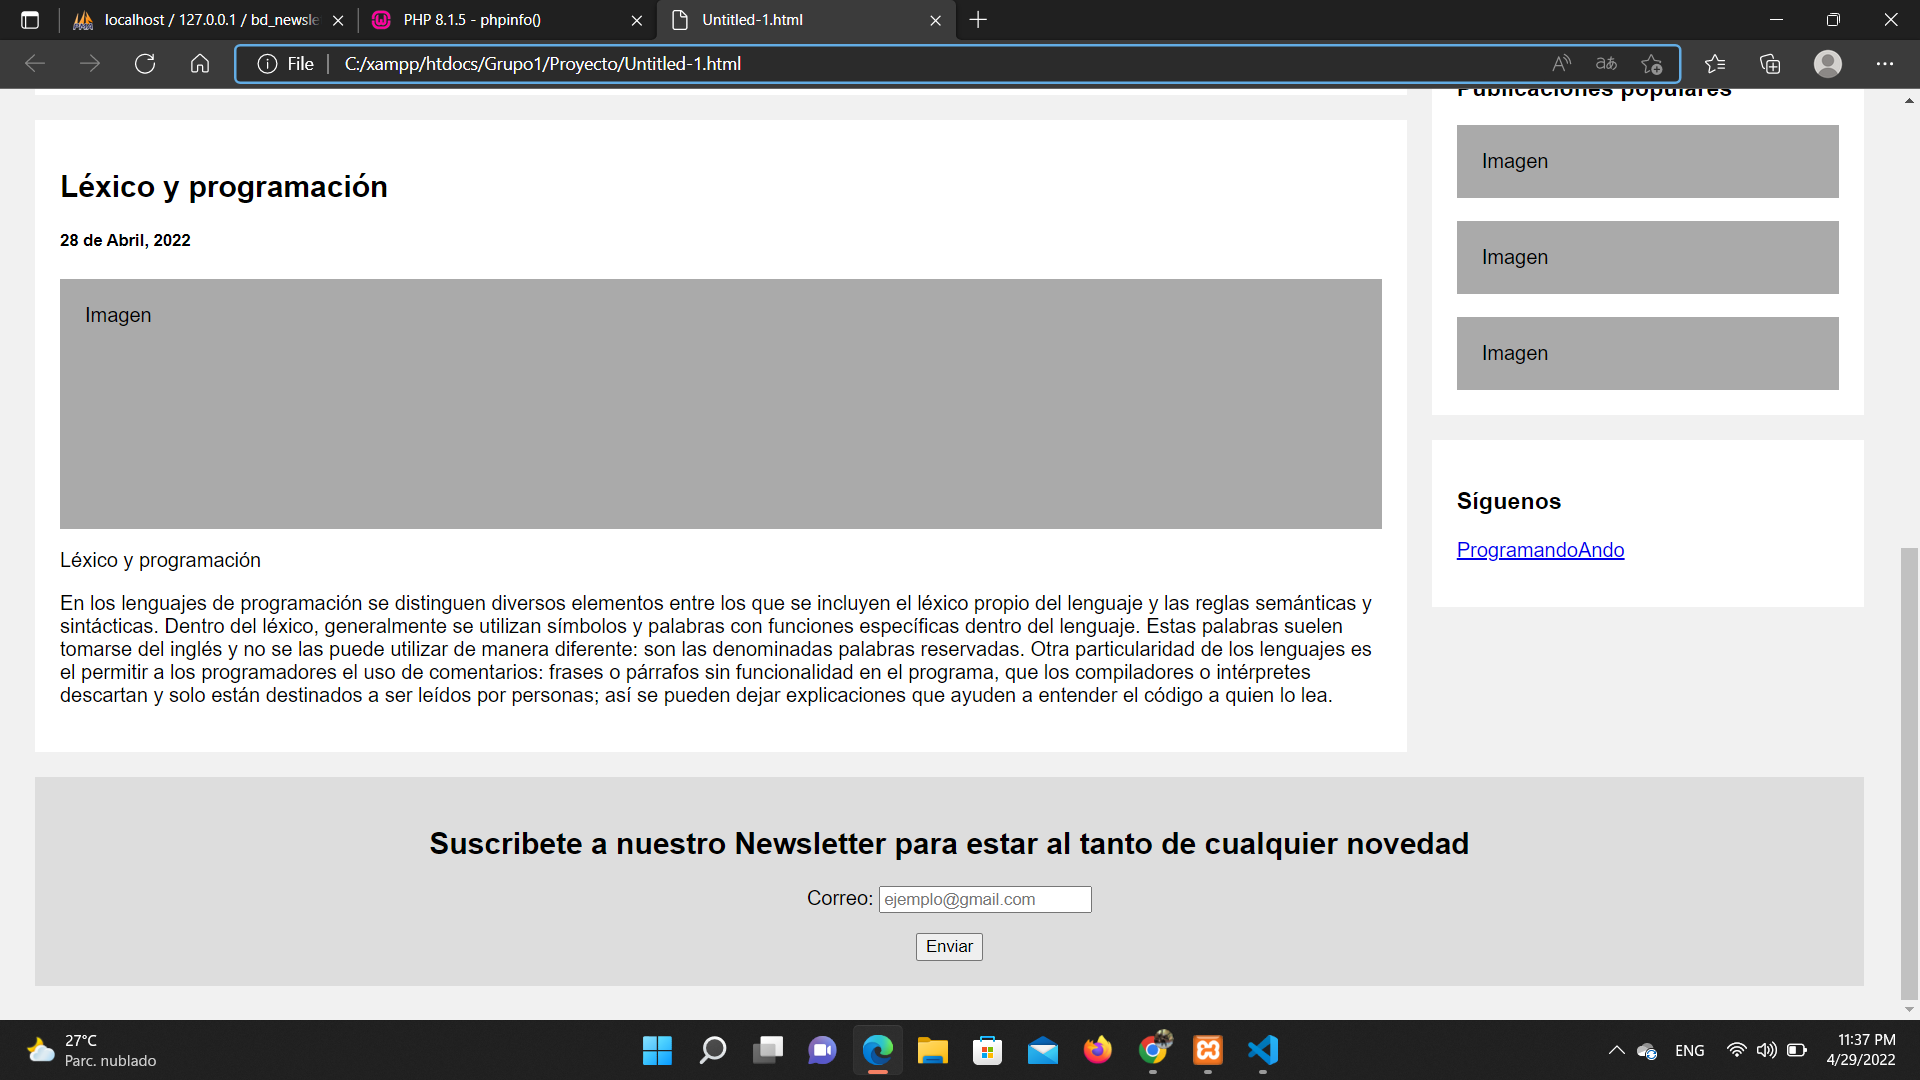 localhost / 127.0.0.1 / bd_newsle
PHP 8.1.5 - phpinfo()
Untitled-1.html
File
C:/xampp/htdocs/Grupo1/Proyecto/Untitled-1.html
Léxico y programación
28 de Abril, 2022
Imagen
Léxico y programación
En los lenguajes de programación se distinguen diversos elementos entre los que se incluyen el léxico propio del lenguaje y las reglas semánticas y
sintácticas. Dentro del léxico, generalmente se utilizan símbolos y palabras con funciones específicas dentro del lenguaje. Estas palabras suelen
tomarse del inglés y no se las puede utilizar de manera diferente: son las denominadas palabras reservadas. Otra particularidad de los lenguajes es
el permitir a los programadores el uso de comentarios: frases o párrafos sin funcionalidad en el programa, que los compiladores o intérpretes
descartan y solo están destinados a ser leídos por personas; así se pueden dejar explicaciones que ayuden a entender el código a quien lo lea.
Publicaciones populares
Imagen
Imagen
Imagen
Síguenos
ProgramandoAndo
Suscribete a nuestro Newsletter para estar al tanto de cualquier novedad
Correo: ejemplo@gmail.com
Enviar
27°C
Parc. nublado
ENG
11:37 PM
4/29/2022